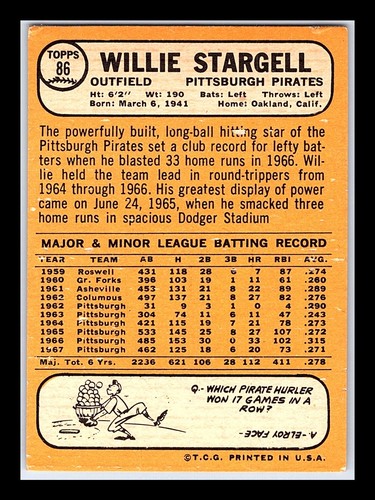 TOPPS
86
WILLIE STARGELL
OUTFIELD PITTSBURGH PIRATES
Ht: 6'2" Wt: 190 Bats: Left Throws: Left
Born: March 6, 1941 Home: Oakland, Calif.
The powerfully built, long-ball hitting star of the
Pittsburgh Pirates set a club record for lefty bat-
ters when he blasted 33 home runs in 1966. Wil-
lie held the team lead in round-trippers from
1964 through 1966. His greatest display of power
came on June 24, 1965, when he smacked three
home runs in spacious Dodger Stadium
MAJOR & MINOR LEAGUE BATTING RECORD
YEAR TEAM AB H 2B 3B HR RBI AVG.
1959 Roswell 431 118 28 6 7 87 .274
1960 Gr. Forks 396 103 19 1 11 61 .260
1961 Asheville 453 131 21 8 22 89 .289
1962 Columbus 497 137 21 8 27 82 .276
1962 Pittsburgh 31 9 3 1 0 4 .290
1963 Pittsburgh 304 74 11 6 11 47 .243
1964 Pittsburgh 421 115 19 7 21 78 .273
1965 Pittsburgh 533 145 25 8 27 107 .272
1966 Pittsburgh 485 153 30 0 33 102 .315
1967 Pittsburgh 462 125 18 6 20 73 .271
Maj. Tot. 6 Yrs. 2236 621 106 28 112 411 .278
Q.- WHICH PIRATE HURLER
WON 17 GAMES IN A
ROW?
A.- ELROY FACE-
©T.C.G. PRINTED IN U.S.A.